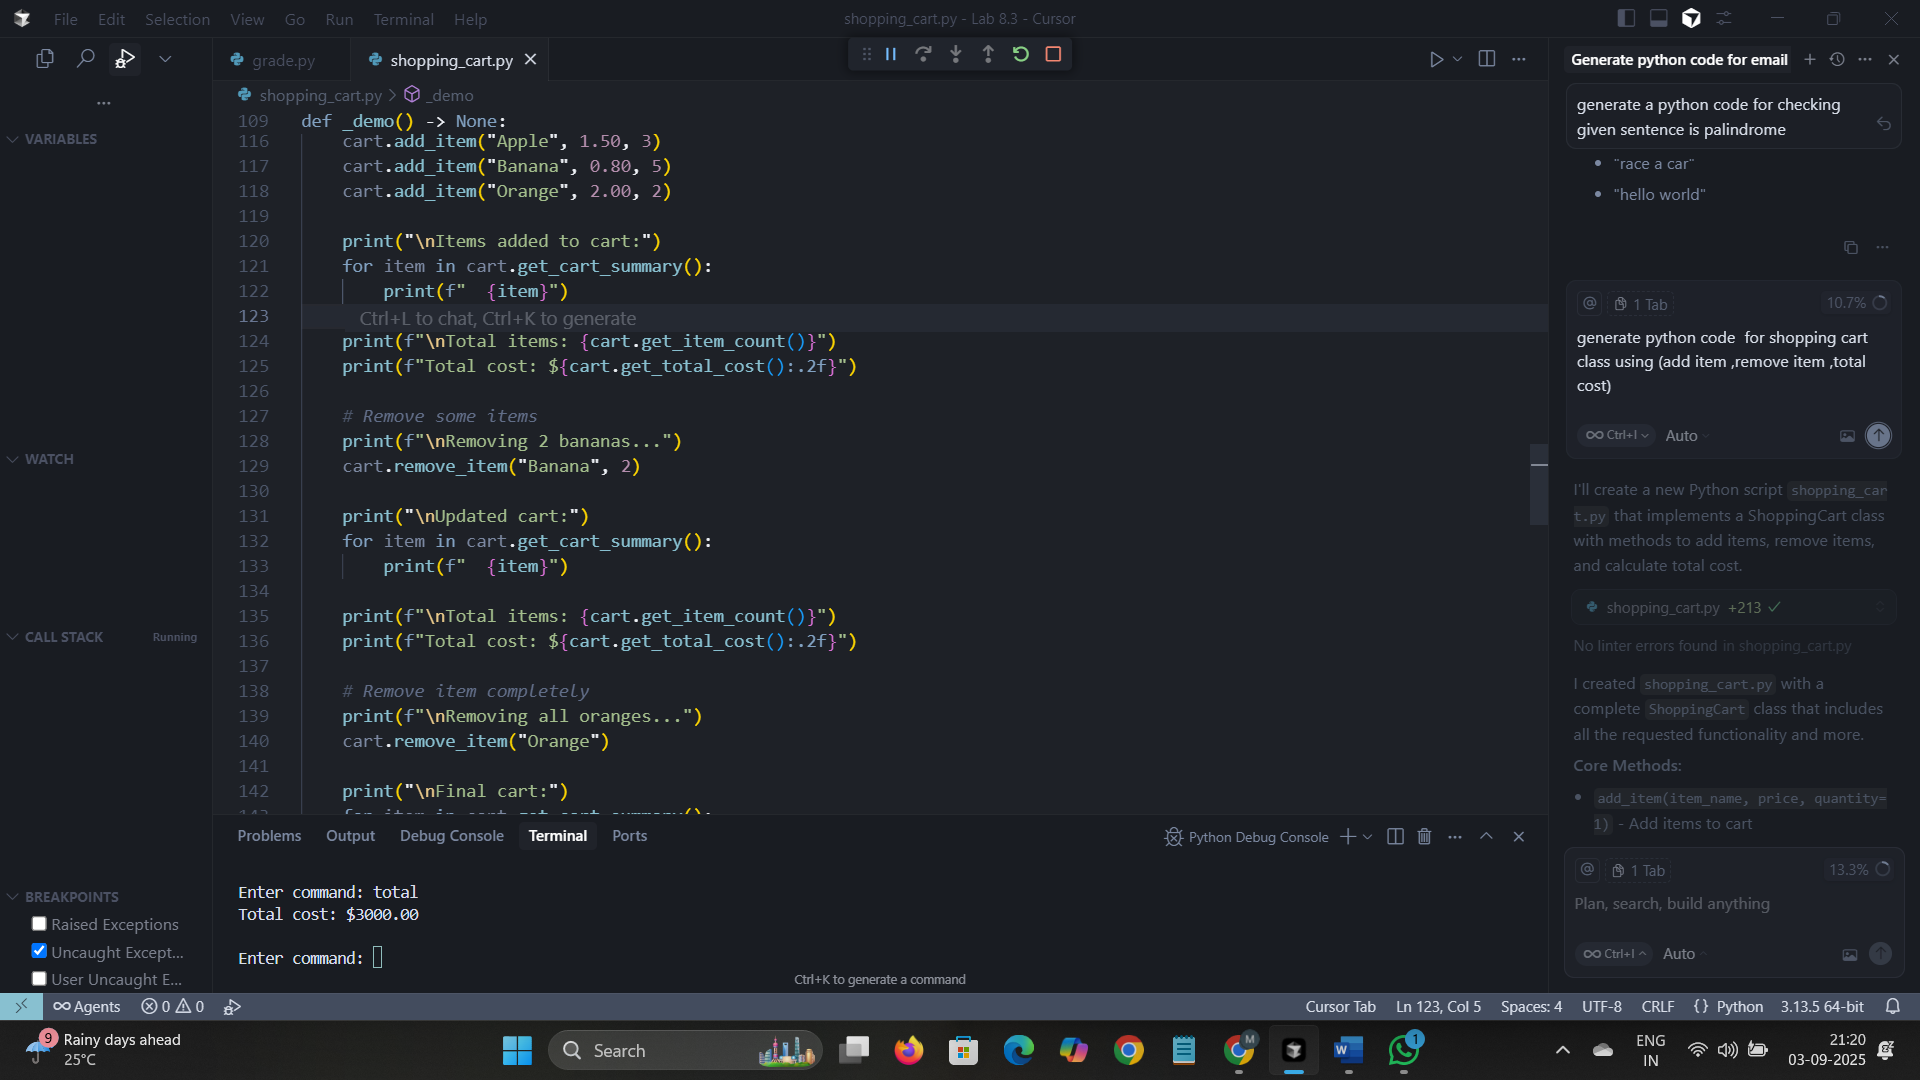 File Edit Selection View Go Run Terminal Help
shopping_cart.py - Lab 8.3 - Cursor
grade.py
shopping_cart.py
shopping_cart.py > _demo
VARIABLES
WATCH
CALL STACK Running
BREAKPOINTS
Raised Exceptions
Uncaught Except...
User Uncaught E...
109 def _demo() -> None:
116 cart.add_item("Apple", 1.50, 3)
117 cart.add_item("Banana", 0.80, 5)
118 cart.add_item("Orange", 2.00, 2)
119
120 print("\nItems added to cart:")
121 for item in cart.get_cart_summary():
122 print(f"  {item}")
123 Ctrl+L to chat, Ctrl+K to generate
124 print(f"\nTotal items: {cart.get_item_count()}")
125 print(f"Total cost: ${cart.get_total_cost():.2f}")
126
127 # Remove some items
128 print(f"\nRemoving 2 bananas...")
129 cart.remove_item("Banana", 2)
130
131 print("\nUpdated cart:")
132 for item in cart.get_cart_summary():
133 print(f"  {item}")
134
135 print(f"\nTotal items: {cart.get_item_count()}")
136 print(f"Total cost: ${cart.get_total_cost():.2f}")
137
138 # Remove item completely
139 print(f"\nRemoving all oranges...")
140 cart.remove_item("Orange")
141
142 print("\nFinal cart:")
Problems Output Debug Console Terminal Ports
Python Debug Console
Enter command: total
Total cost: $3000.00
Enter command:
Ctrl+K to generate a command
Generate python code for email
generate a python code for checking
given sentence is palindrome
• "race a car"
• "hello world"
@ 1 Tab 10.7%
generate python code  for shopping cart
class using (add item ,remove item ,total
cost)
∞ Ctrl+I Auto
I'll create a new Python script shopping_car
t.py that implements a ShoppingCart class
with methods to add items, remove items,
and calculate total cost.
shopping_cart.py +213
No linter errors found in shopping_cart.py
I created shopping_cart.py with a
complete ShoppingCart class that includes
all the requested functionality and more.
Core Methods:
• add_item(item_name, price, quantity=
1) - Add items to cart
@ 1 Tab 13.3%
Plan, search, build anything
∞ Ctrl+I Auto
∞ Agents 0 0
Cursor Tab Ln 123, Col 5 Spaces: 4 UTF-8 CRLF {} Python 3.13.5 64-bit
9
Rainy days ahead
25°C
Search
M
1
ENG
IN
21:20
03-09-2025